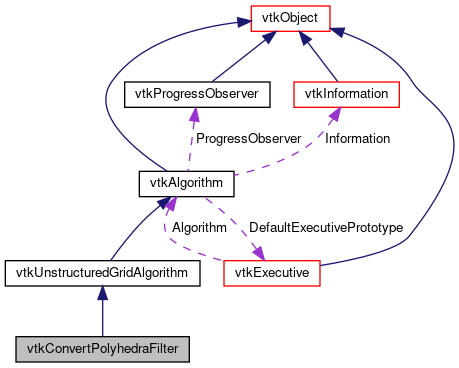 vtkObject
vtkProgressObserver
vtkInformation
ProgressObserver
Information
vtkAlgorithm
Algorithm
DefaultExecutivePrototype
vtkUnstructuredGridAlgorithm
vtkExecutive
vtkConvertPolyhedraFilter